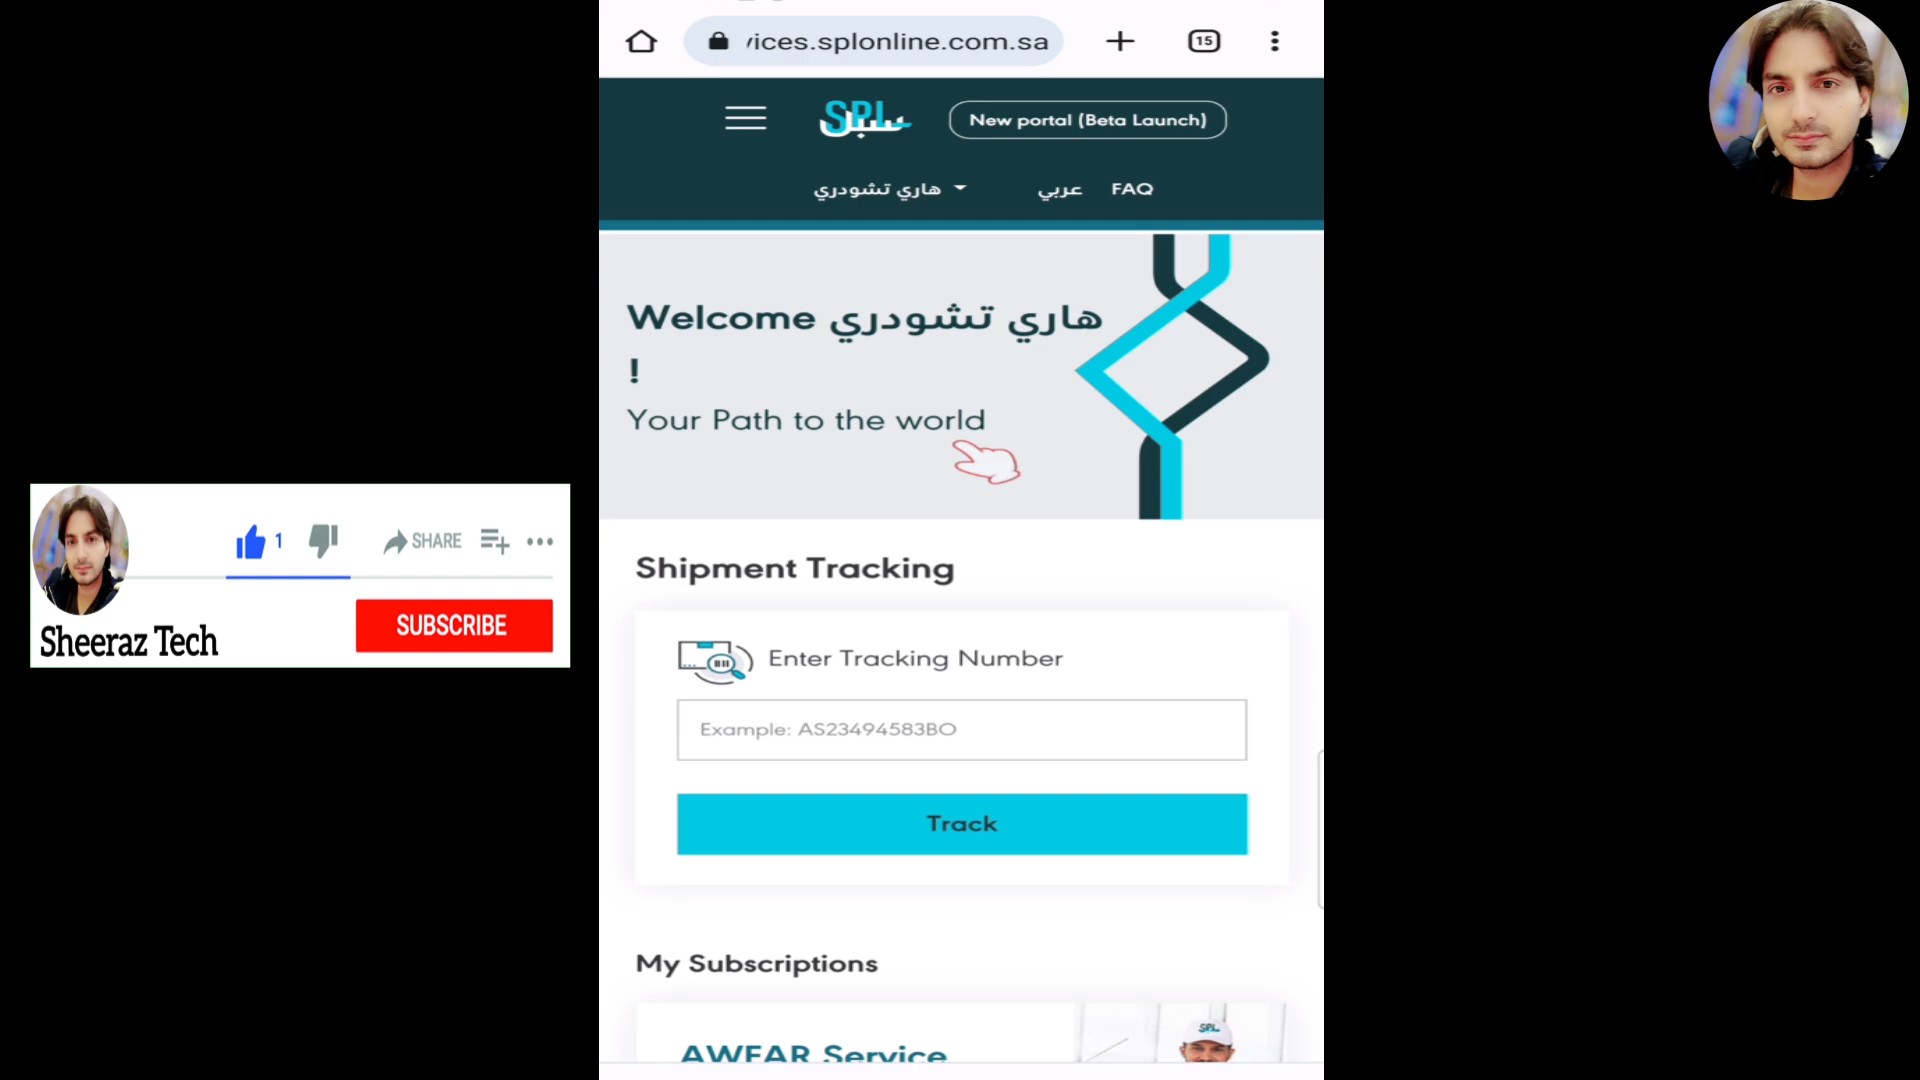 /ices.splonline.com.sa
15
SPL سبل
New portal (Beta Launch)
هاري تشودري
عربي
FAQ
Welcome هاري تشودري
!
Your Path to the world
Shipment Tracking
Enter Tracking Number
Example: AS23494583BO
Track
My Subscriptions
AWFAR Service
SPL
1
SHARE
Sheeraz Tech
SUBSCRIBE